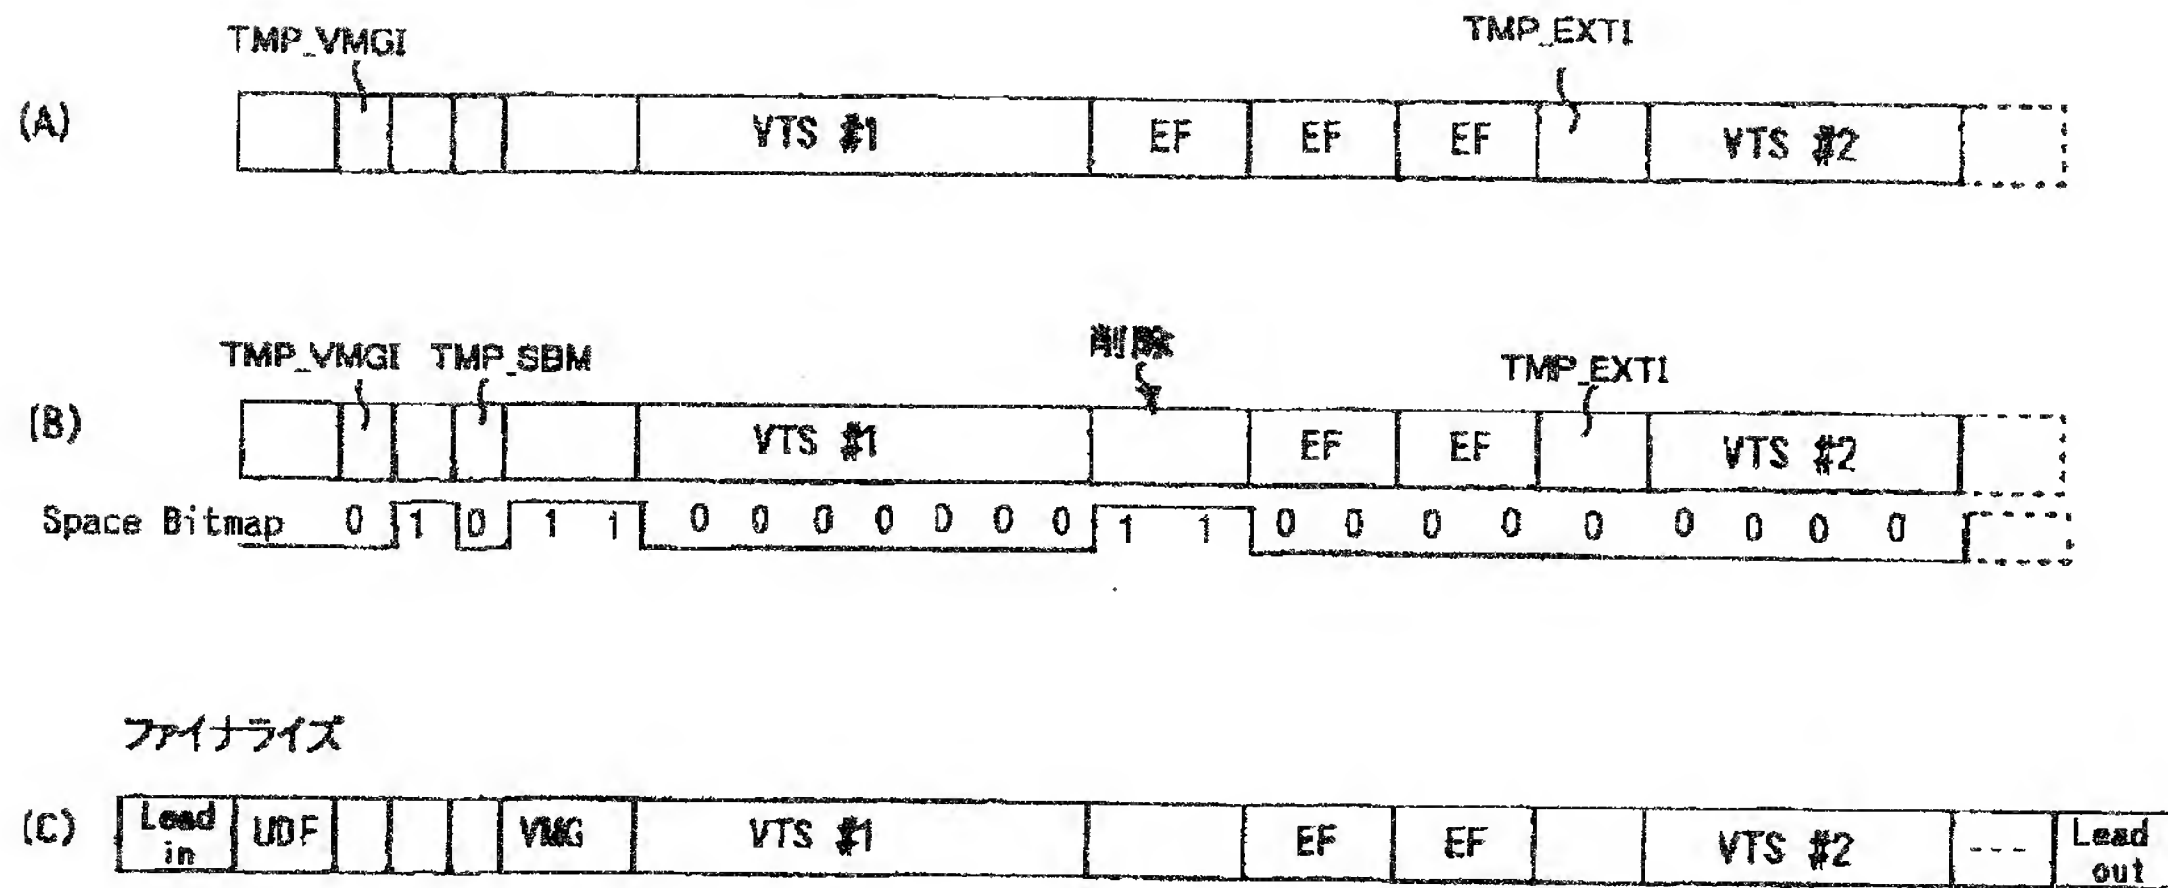 TMP_VMGI TMP_EXTI
(A) VTS #1 EF EF EF VTS #2
削除
TMP_VMGI TMP_SBM TMP_EXTI
(B) VTS #1 EF EF VTS #2
Space Bitmap 0 1 0 1 1 0 0 0 0 0 0 0 1 1 0 0 0 0 0 0 0 0 0
ファイナライズ
(C) Lead in UDF VMG VTS #1 EF EF VTS #2 --- Lead out